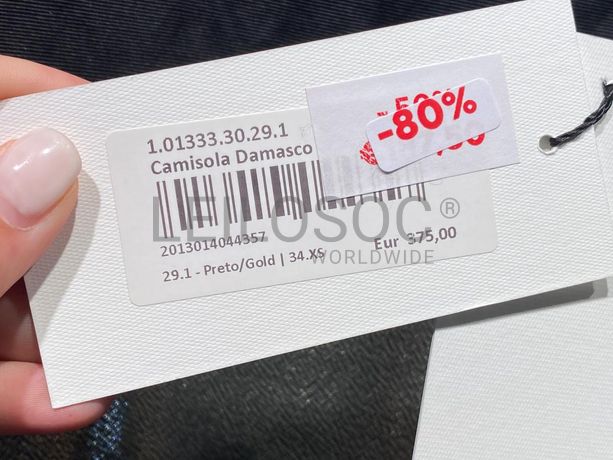 1.01333.30.29.1
Camisola Damasco
-50%
-80%
LEILOSOC®
WORLDWIDE
2013014044357
Eur 375,00
29.1 - Preto/Gold | 34.XS